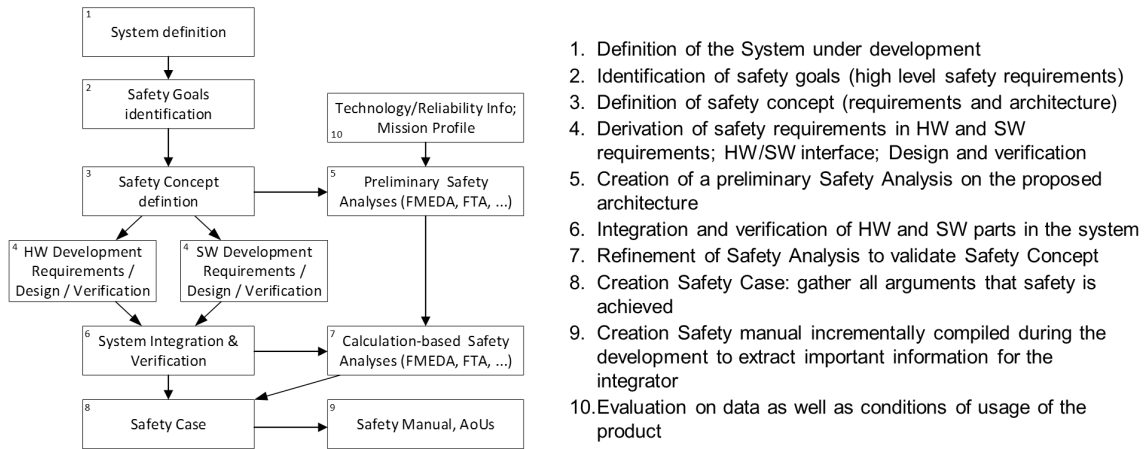 1
System definition
2
Safety Goals
identification
Technology/Reliability Info;
Mission Profile
10
3
Safety Concept
defintion
5
Preliminary Safety
Analyses (FMEDA, FTA, ...)
4
HW Development
Requirements /
Design / Verification
4
SW Development
Requirements /
Design / Verification
6
System Integration &
Verification
7
Calculation-based Safety
Analyses (FMEDA, FTA, ...)
8
Safety Case
9
Safety Manual, AoUs
1. Definition of the System under development
2. Identification of safety goals (high level safety requirements)
3. Definition of safety concept (requirements and architecture)
4. Derivation of safety requirements in HW and SW
requirements; HW/SW interface; Design and verification
5. Creation of a preliminary Safety Analysis on the proposed
architecture
6. Integration and verification of HW and SW parts in the system
7. Refinement of Safety Analysis to validate Safety Concept
8. Creation Safety Case: gather all arguments that safety is
achieved
9. Creation Safety manual incrementally compiled during the
development to extract important information for the
integrator
10.Evaluation on data as well as conditions of usage of the
product